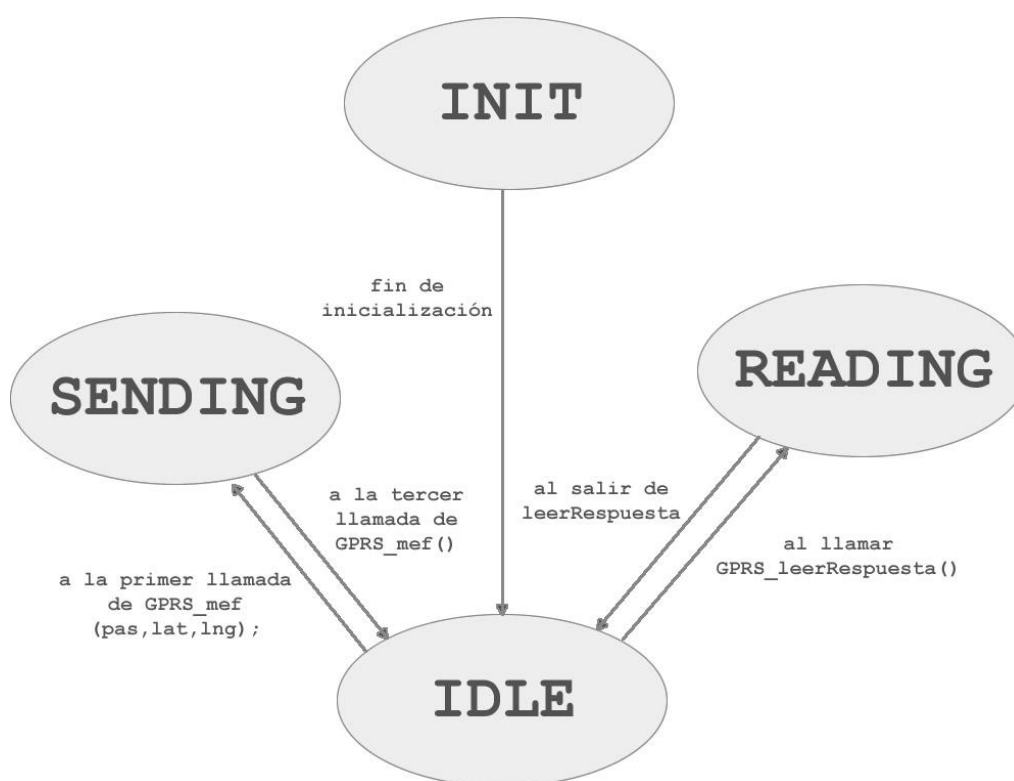 INIT
fin de
inicialización
SENDING
READING
a la tercer
llamada de
GPRS_mef()
al salir de
leerRespuesta
al llamar
GPRS_leerRespuesta()
a la primer llamada
de GPRS_mef
(pas,lat,lng);
IDLE